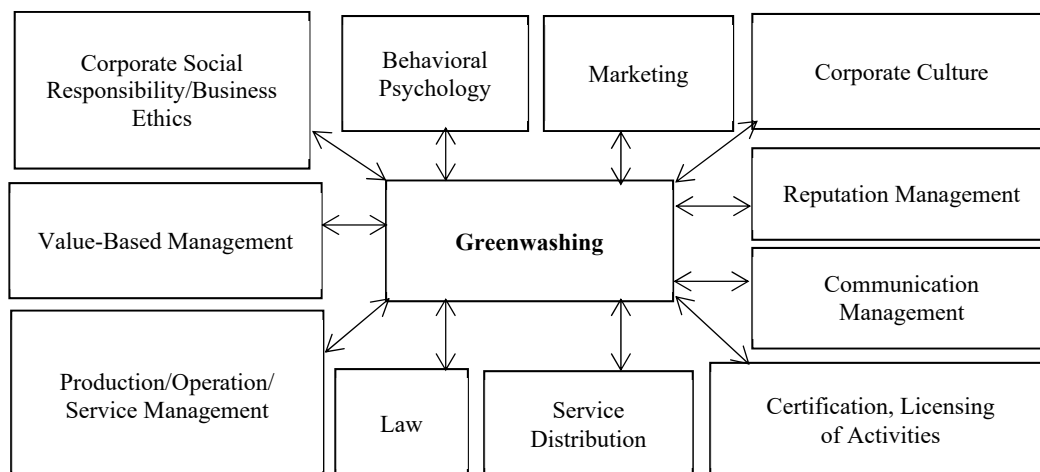 Corporate Social
Responsibility/Business
Ethics
Behavioral
Psychology
Marketing
Corporate Culture
Value-Based Management
Greenwashing
Reputation Management
Communication
Management
Production/Operation/
Service Management
Law
Service
Distribution
Certification, Licensing
of Activities